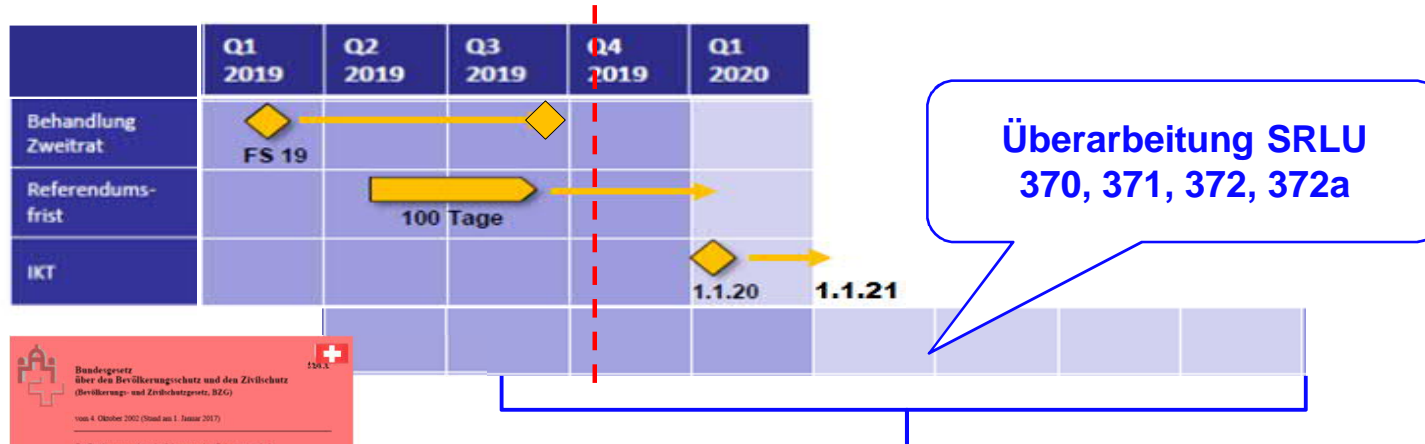 Q1 Q2 Q3 Q4 Q1
2019 2019 2019 2019 2020
Behandlung
Zweitrat
FS 19
Referendums-
frist
100 Tage
IKT
1.1.20 1.1.21
Überarbeitung SRLU
370, 371, 372, 372a
Bundesgesetz
über den Bevölkerungsschutz und den Zivilschutz
(Bevölkerungs- und Zivilschutzgesetz, BZG)
vom 4. Oktober 2002 (Stand am 1. Januar 2017)